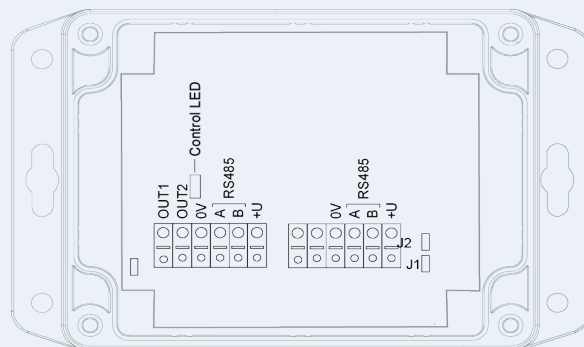 Control LED
OUT1
OUT2
0V
A
B
RS485
+U
0V
A
B
RS485
+U
J2
J1